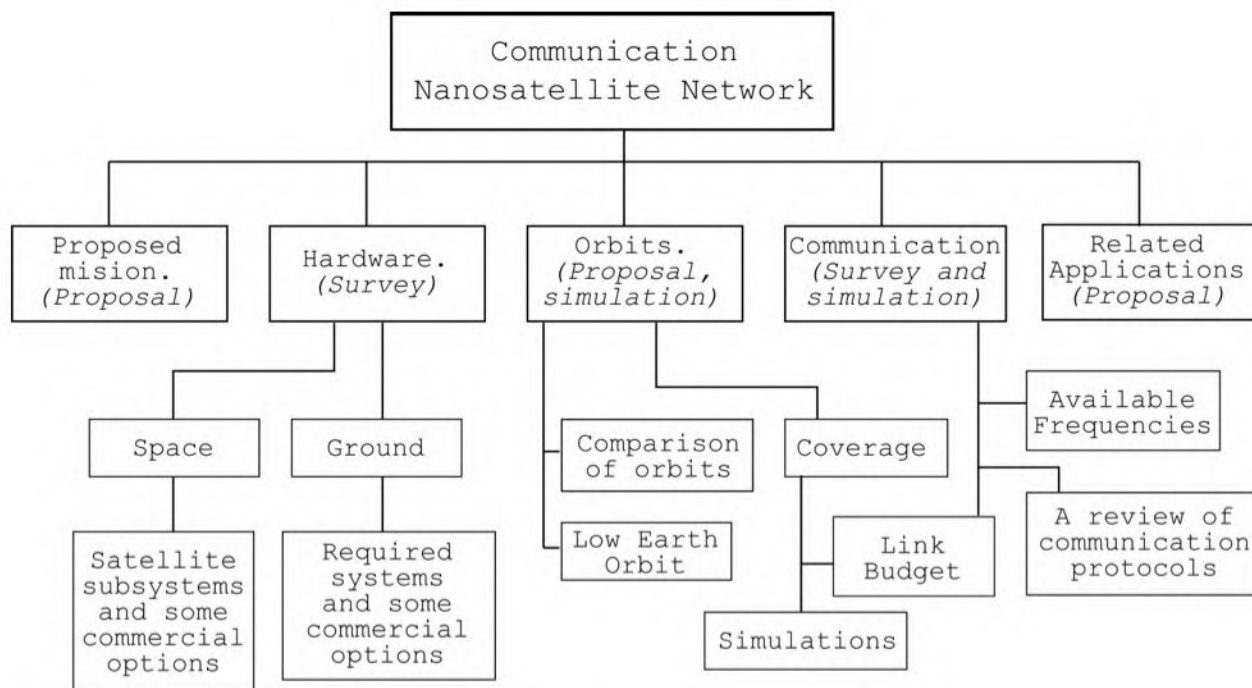 Communication
Nanosatellite Network
Proposed
mision.
(Proposal)
Hardware.
(Survey)
Orbits.
(Proposal,
simulation)
Communication
(Survey and
simulation)
Related
Applications
(Proposal)
Space
Ground
Comparison
of orbits
Coverage
Available
Frequencies
Satellite
subsystems
and some
commercial
options
Required
systems
and some
commercial
options
Low Earth
Orbit
Link
Budget
A review of
communication
protocols
Simulations